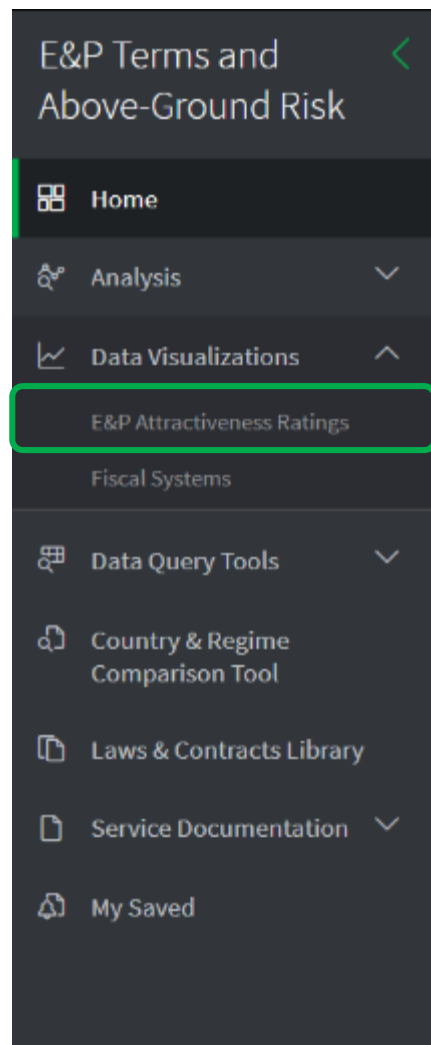 E&P Terms and
Above-Ground Risk
Home
Analysis
Data Visualizations
E&P Attractiveness Ratings
Fiscal Systems
Data Query Tools
Country & Regime
Comparison Tool
Laws & Contracts Library
Service Documentation
My Saved